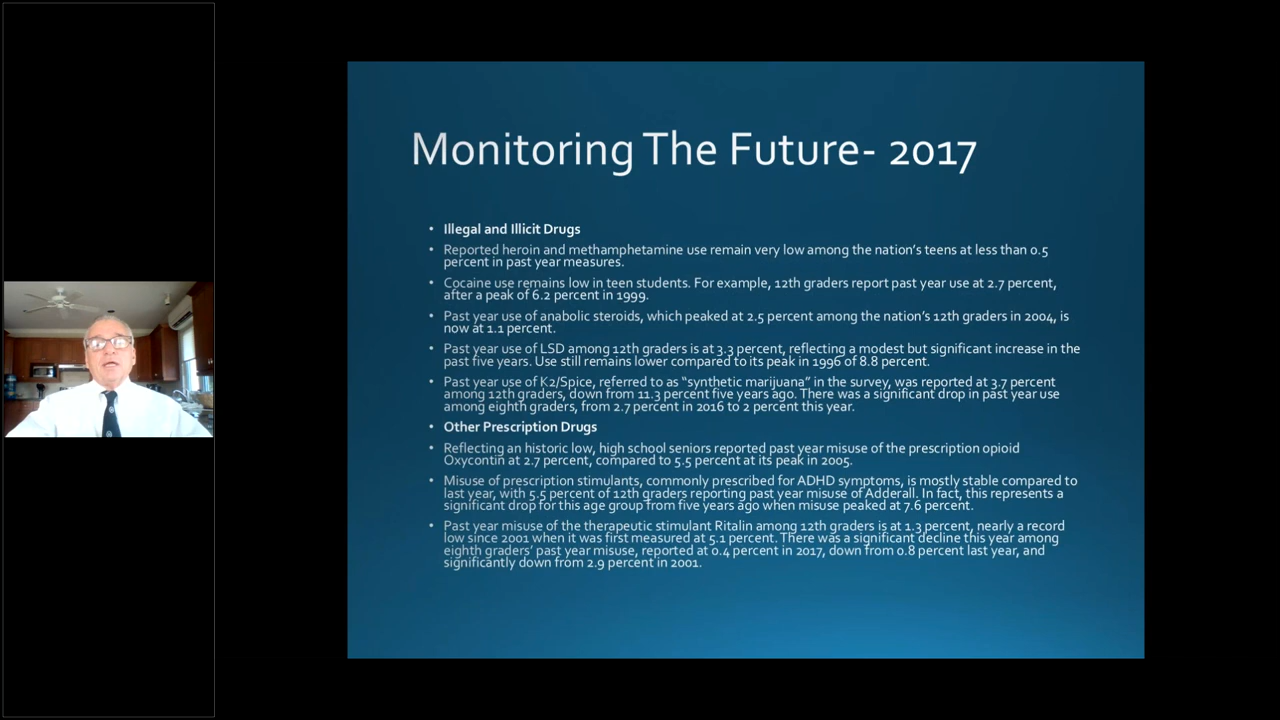 Monitoring The Future- 2017
• Illegal and Illicit Drugs
• Reported heroin and methamphetamine use remain very low among the nation’s teens at less than 0.5
percent in past year measures.
• Cocaine use remains low in teen students. For example, 12th graders report past year use at 2.7 percent,
after a peak of 6.2 percent in 1999.
• Past year use of anabolic steroids, which peaked at 2.5 percent among the nation’s 12th graders in 2004, is
now at 1.1 percent.
• Past year use of LSD among 12th graders is at 3.3 percent, reflecting a modest but significant increase in the
past five years. Use still remains lower compared to its peak in 1996 of 8.8 percent.
• Past year use of K2/Spice, referred to as “synthetic marijuana” in the survey, was reported at 3.7 percent
among 12th graders, down from 11.3 percent five years ago. There was a significant drop in past year use
among eighth graders, from 2.7 percent in 2016 to 2 percent this year.
• Other Prescription Drugs
• Reflecting an historic low, high school seniors reported past year misuse of the prescription opioid
Oxycontin at 2.7 percent, compared to 5.5 percent at its peak in 2005.
• Misuse of prescription stimulants, commonly prescribed for ADHD symptoms, is mostly stable compared to
last year, with 5.5 percent of 12th graders reporting past year misuse of Adderall. In fact, this represents a
significant drop for this age group from five years ago when misuse peaked at 7.6 percent.
• Past year misuse of the therapeutic stimulant Ritalin among 12th graders is at 1.3 percent, nearly a record
low since 2001 when it was first measured at 5.1 percent. There was a significant decline this year among
eighth graders’ past year misuse, reported at 0.4 percent in 2017, down from 0.8 percent last year, and
significantly down from 2.9 percent in 2001.